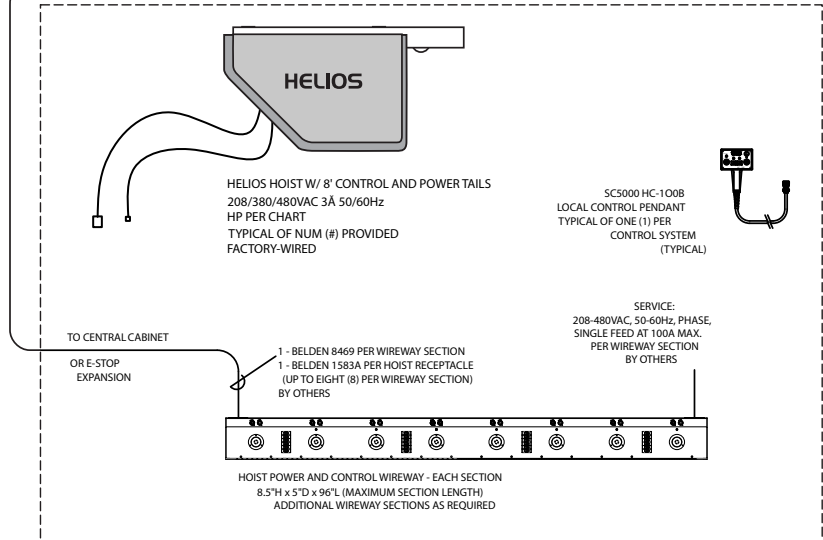 HELIOS
HELIOS HOIST W/ 8' CONTROL AND POWER TAILS
208/380/480VAC 3Å 50/60Hz
HP PER CHART
TYPICAL OF NUM (#) PROVIDED
FACTORY-WIRED
SC5000 HC-1O0B
LOCAL CONTROL PENDANT
TYPICAL OF ONE (1) PER
CONTROL SYSTEM
(TYPICAL)
SERVICE:
208-480VAC, 50-60Hz, PHASE,
SINGLE FEED AT 100A MAX.
PER WIREWAY SECTION
BY OTHERS
TO CENTRAL CABINET
OR E-STOP
EXPANSION
1 - BELDEN 8469 PER WIREWAY SECTION
1 - BELDEN 1583A PER HOIST RECEPTACLE
(UP TO EIGHT (8) PER WIREWAY SECTION)
BY OTHERS
HOIST POWER AND CONTROL WIREWAY - EACH SECTION
8.5"H x 5"D x 96"L (MAXIMUM SECTION LENGTH)
ADDITIONAL WIREWAY SECTIONS AS REQUIRED